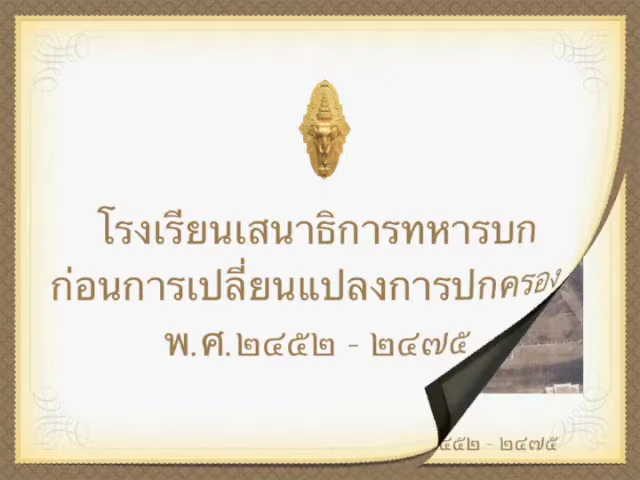 โรงเรียนเสนาธิการทหารบก
ก่อนการเปลี่ยนแปลงการปกครอง
พ.ศ.๒๔๕๒ - ๒๔๗๕
๔๕๒ - ๒๔๗๕